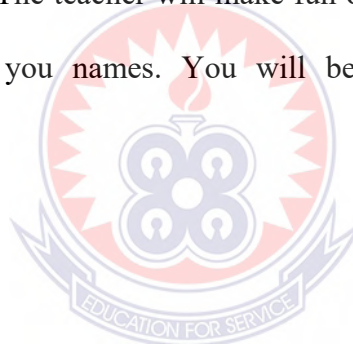 The teacher will make fun
you names. You will be
EDUCATION FOR SERVICE